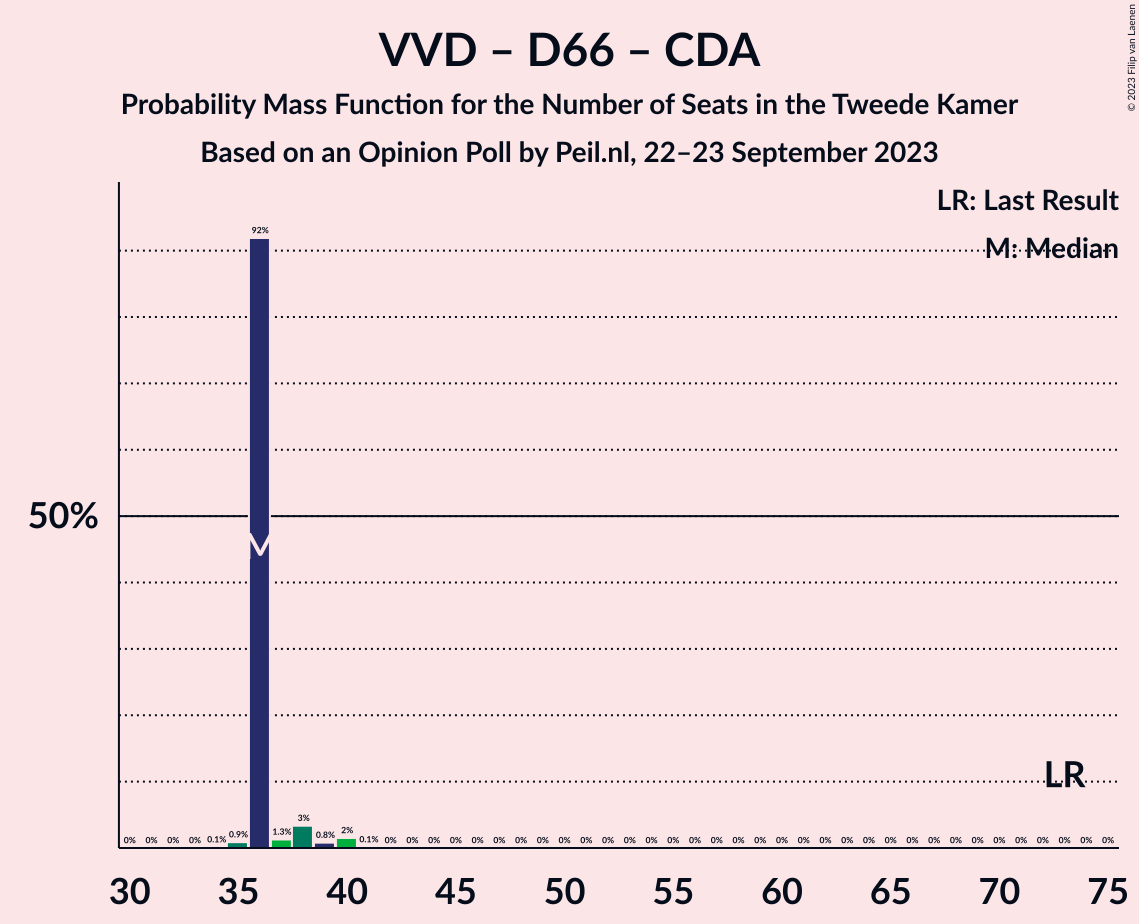 VVD – D66 – CDA
Probability Mass Function for the Number of Seats in the Tweede Kamer
Based on an Opinion Poll by Peil.nl, 22–23 September 2023
© 2023 Filip van Laenen
LR: Last Result
M: Median
92%
50%
LR
0% 0% 0% 0% 0.1% 0.9% 1.3% 3% 0.8% 2% 0.1% 0% 0% 0% 0% 0% 0% 0% 0% 0% 0% 0% 0% 0% 0% 0% 0% 0% 0% 0% 0% 0% 0% 0% 0% 0% 0% 0% 0% 0% 0% 0% 0% 0% 0%
30 35 40 45 50 55 60 65 70 75